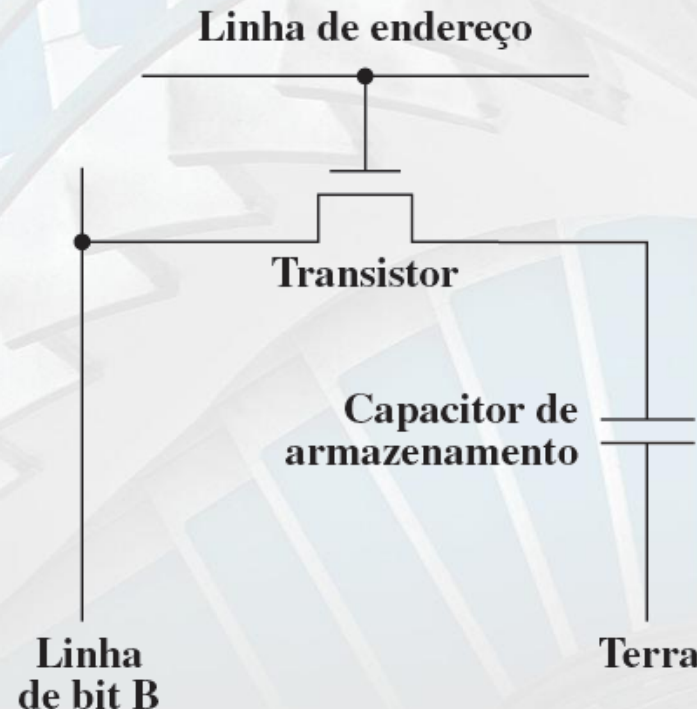 Linha de endereço
Transistor
Capacitor de
armazenamento
Linha
de bit B
Terra